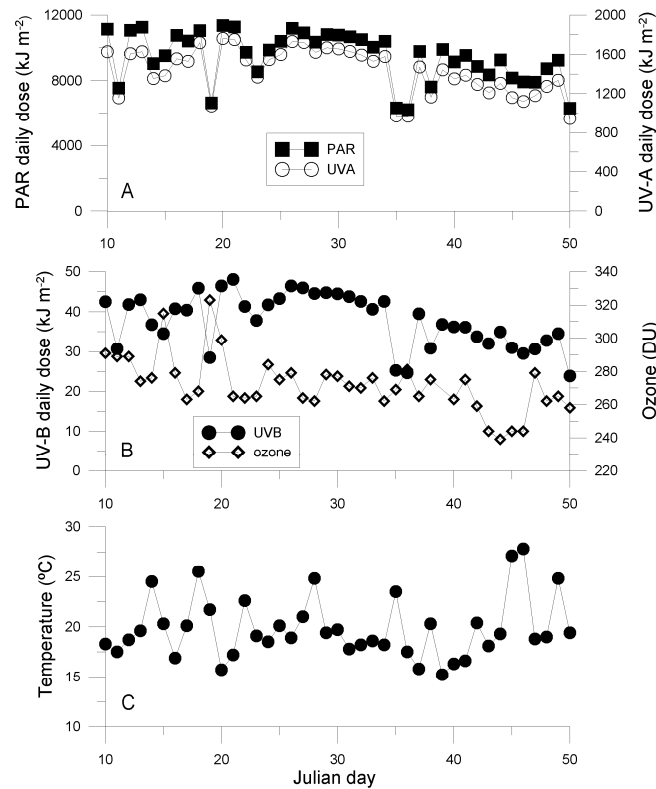 PAR daily dose (kJ m-2)
12000
8000
4000
0
A
PAR
UVA
2000
1600
1200
800
400
0
UV-A daily dose (kJ m-2)
10 20 30 40 50
UV-B daily dose (kJ m-2)
50
40
30
20
10
0
B
UVB
ozone
340
320
300
280
260
240
220
Ozone (DU)
10 20 30 40 50
Temperature (ºC)
30
25
20
15
10
C
10 20 30 40 50
Julian day